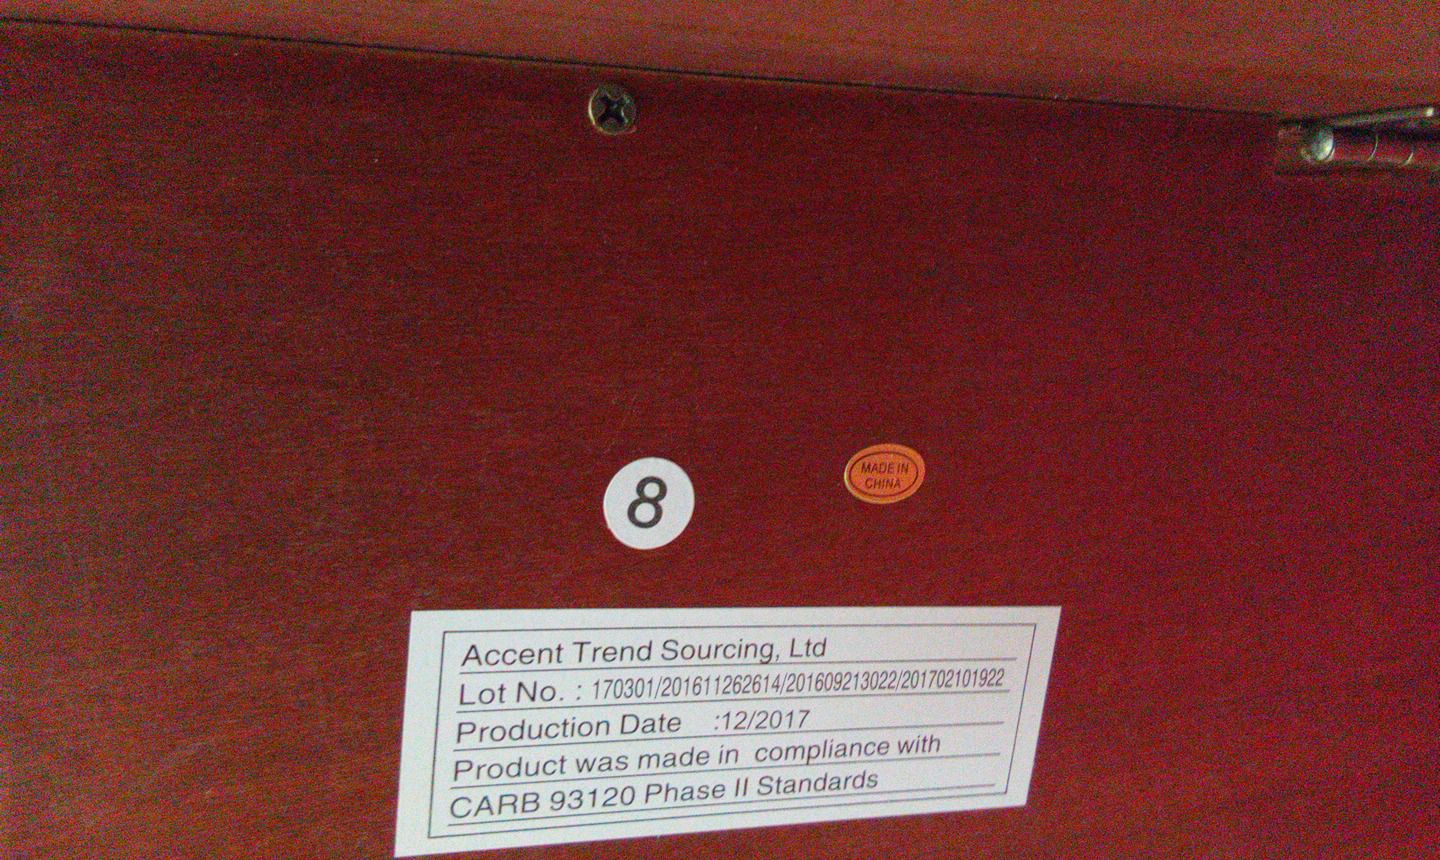 MADE IN
CHINA
8
Accent Trend Sourcing, Ltd
Lot No. : 170301/201611262614/201609213022/201702101922
Production Date :12/2017
Product was made in compliance with
CARB 93120 Phase II Standards